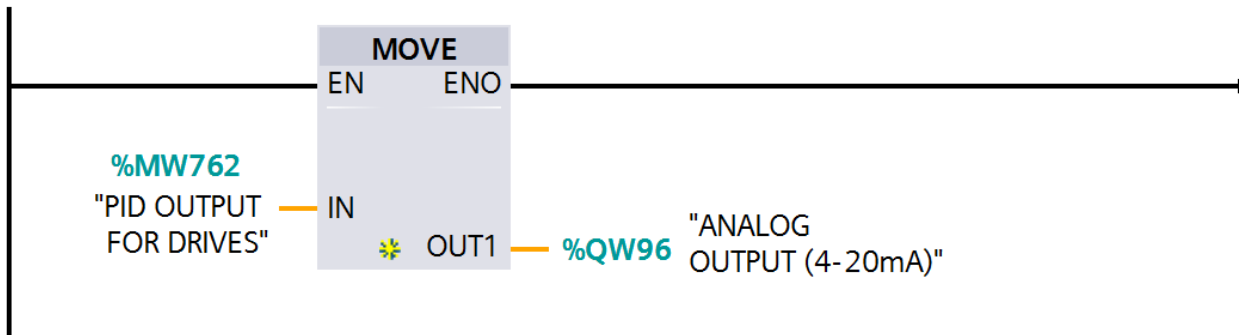 MOVE
EN ENO
%MW762
"PID OUTPUT
FOR DRIVES"
IN
OUT1
%QW96
"ANALOG
OUTPUT (4-20mA)"